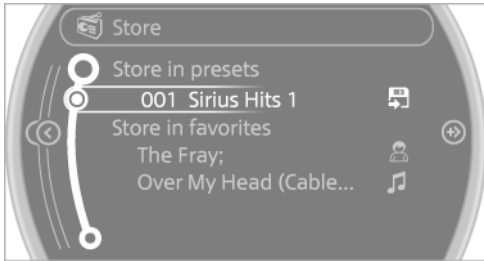 Store
Store in presets
001 Sirius Hits 1
Store in favorites
The Fray;
Over My Head (Cable...